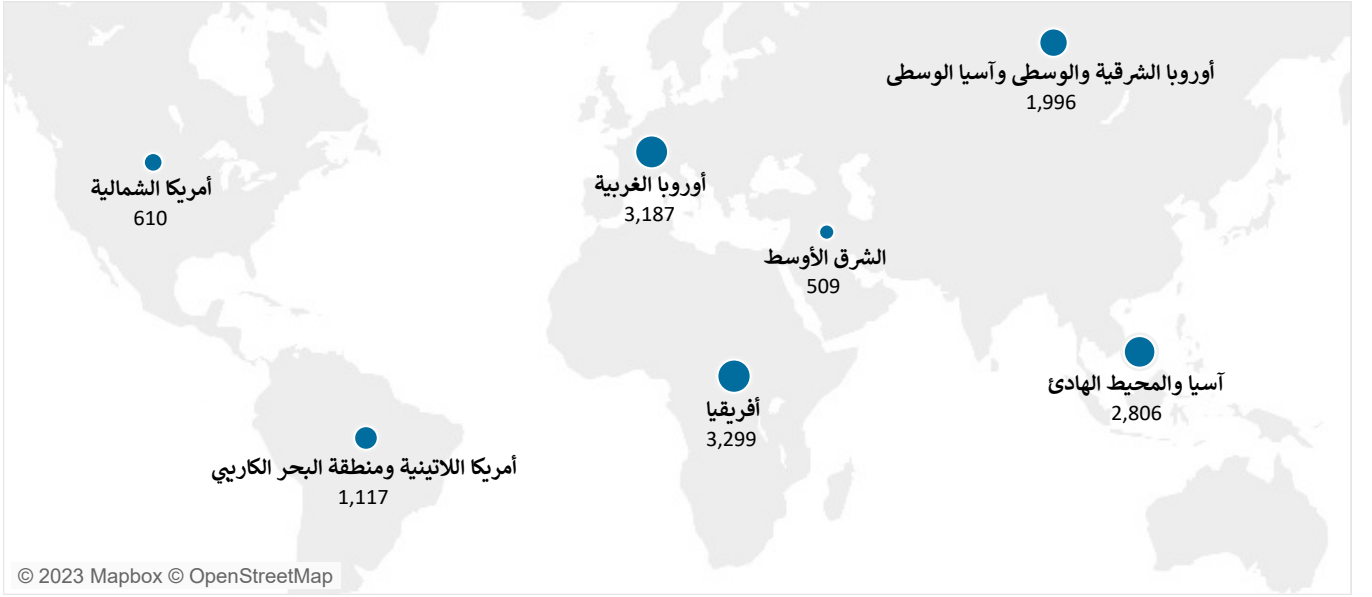 أوروبا الشرقية والوسطى وآسيا الوسطى
1,996
أوروبا الغربية
3,187
أمريكا الشمالية
610
الشرق الأوسط
509
آسيا والمحيط الهادئ
2,806
أفريقيا
3,299
أمريكا اللاتينية ومنطقة البحر الكاريبي
1,117
© 2023 Mapbox © OpenStreetMap